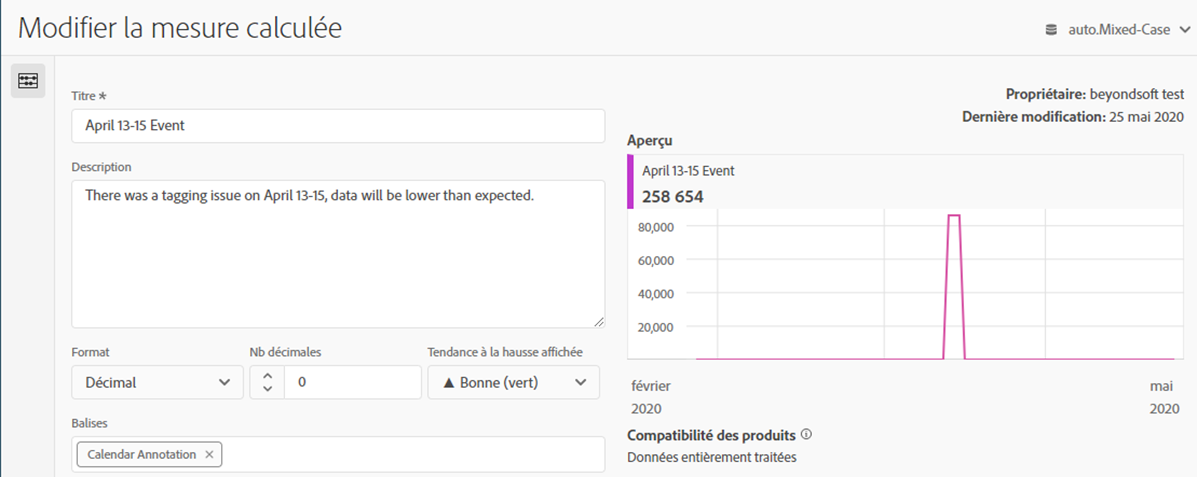 Modifier la mesure calculée
auto.Mixed-Case
Titre *
April 13-15 Event
Description
There was a tagging issue on April 13-15, data will be lower than expected.
Format
Nb décimales
Tendance à la hausse affichée
Décimal
0
▲ Bonne (vert)
Balises
Calendar Annotation ×
Propriétaire: beyondsoft test
Dernière modification: 25 mai 2020
Aperçu
April 13-15 Event
258 654
80,000
60,000
40,000
20,000
février
2020
mai
2020
Compatibilité des produits
Données entièrement traitées